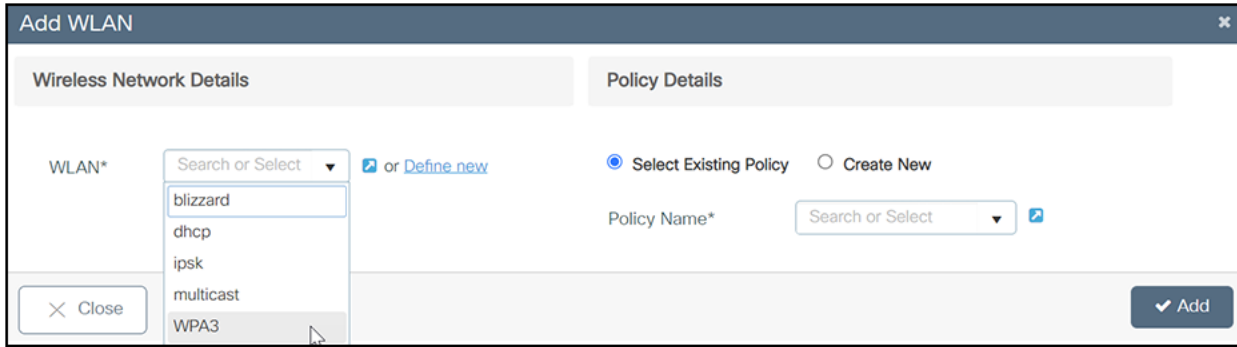 Add WLAN
Wireless Network Details
Policy Details
WLAN*
Search or Select
or Define new
blizzard
dhcp
ipsk
multicast
WPA3
Select Existing Policy
Create New
Policy Name*
Search or Select
Close
Add